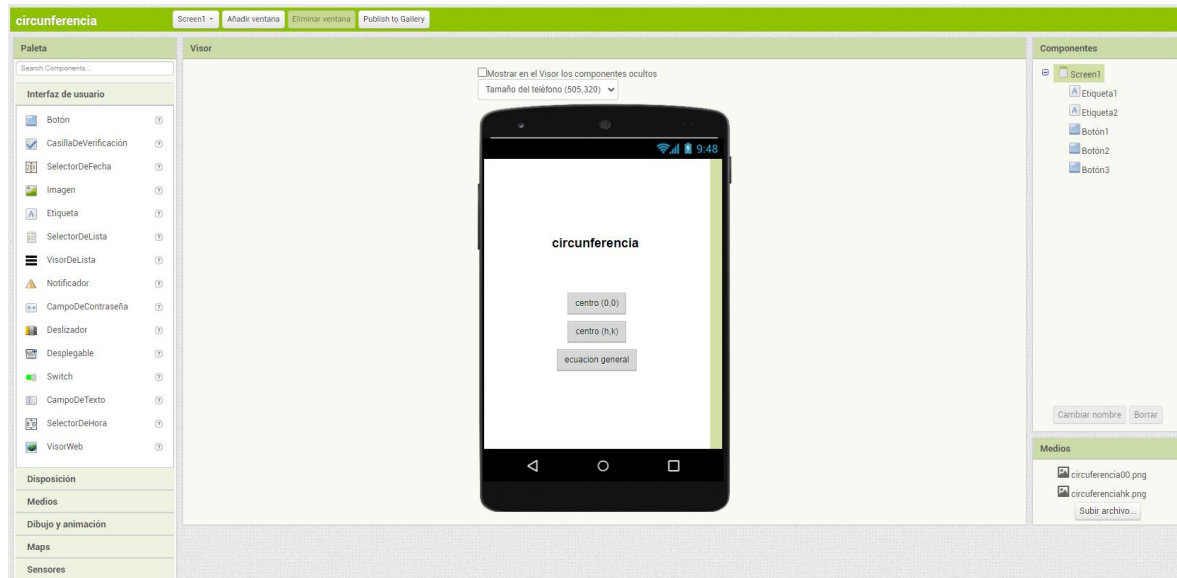 circunferencia
Screen1
Añadir ventana
Eliminar ventana
Publish to Gallery
Paleta
Search Components...
Interfaz de usuario
Botón
CasillaDeVerificación
SelectorDeFecha
Imagen
Etiqueta
SelectorDeLista
VisorDeLista
Notificador
CampoDeContraseña
Deslizador
Desplegable
Switch
CampoDeTexto
SelectorDeHora
VisorWeb
Disposición
Medios
Dibujo y animación
Maps
Sensores
Visor
Mostrar en el Visor los componentes ocultos
Tamaño del teléfono (505,320)
9:48
circunferencia
centro (0,0)
centro (h,k)
ecuacion general
Componentes
Screen1
Etiqueta1
Etiqueta2
Botón1
Botón2
Botón3
Cambiar nombre
Borrar
Medios
circuferencia00.png
circuferenciahk.png
Subir archivo...